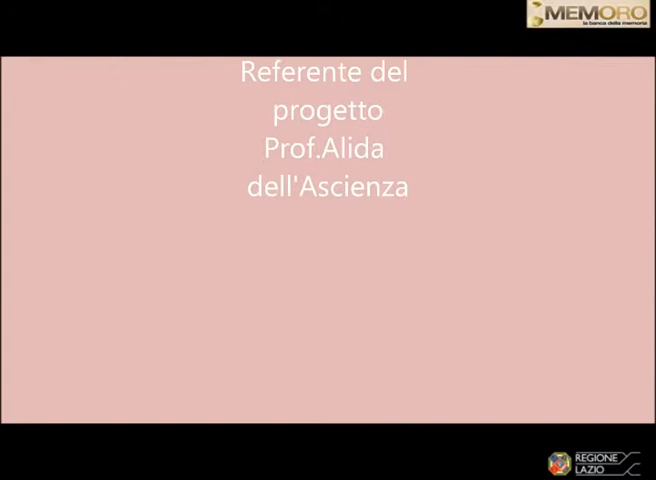 MEMORO
la banca della memoria
Referente del
progetto
Prof.Alida
dell'Ascienza
REGIONE
LAZIO